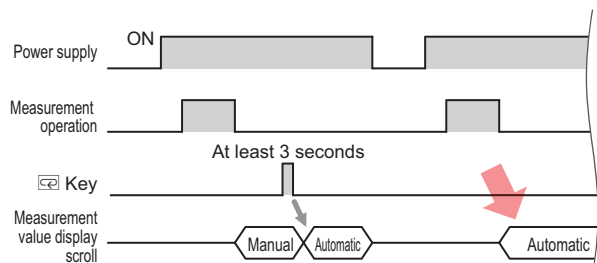 ON
Power supply
Measurement
operation
At least 3 seconds
Key
Measurement
value display
scroll
Manual Automatic Automatic